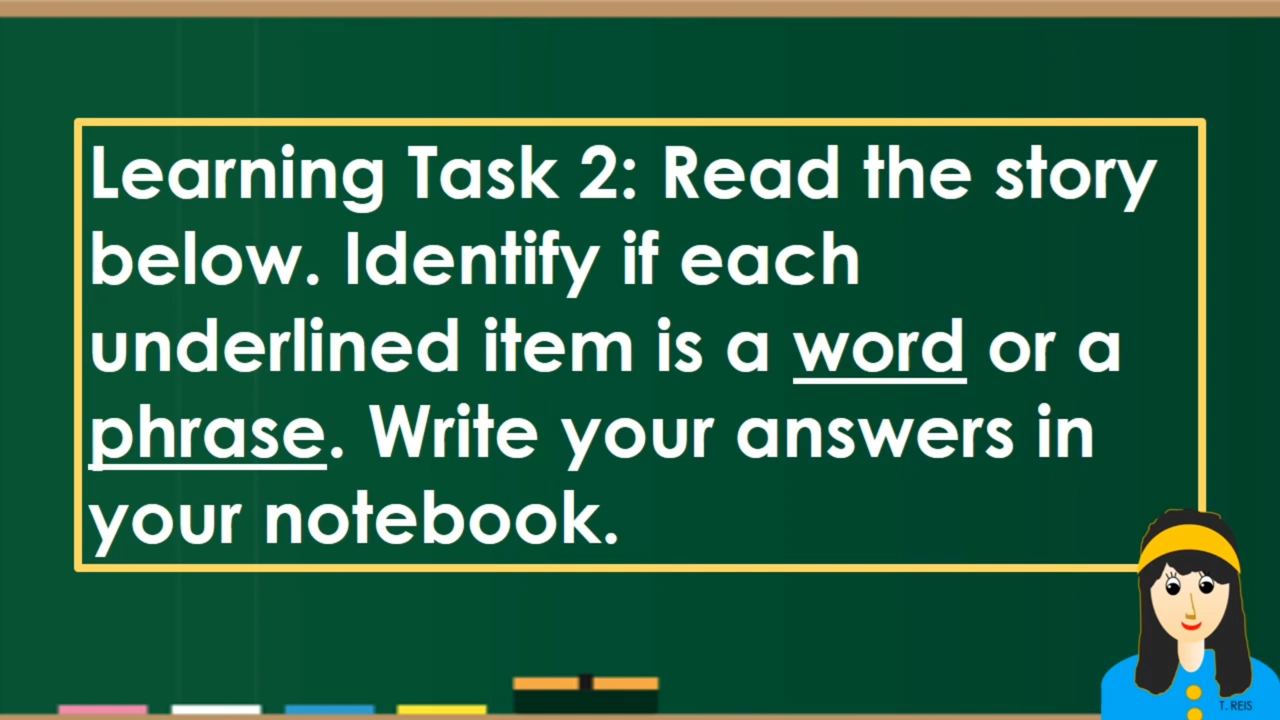 Learning Task 2: Read the story
below. Identify if each
underlined item is a word or a
phrase. Write your answers in
your notebook.
T. REIS